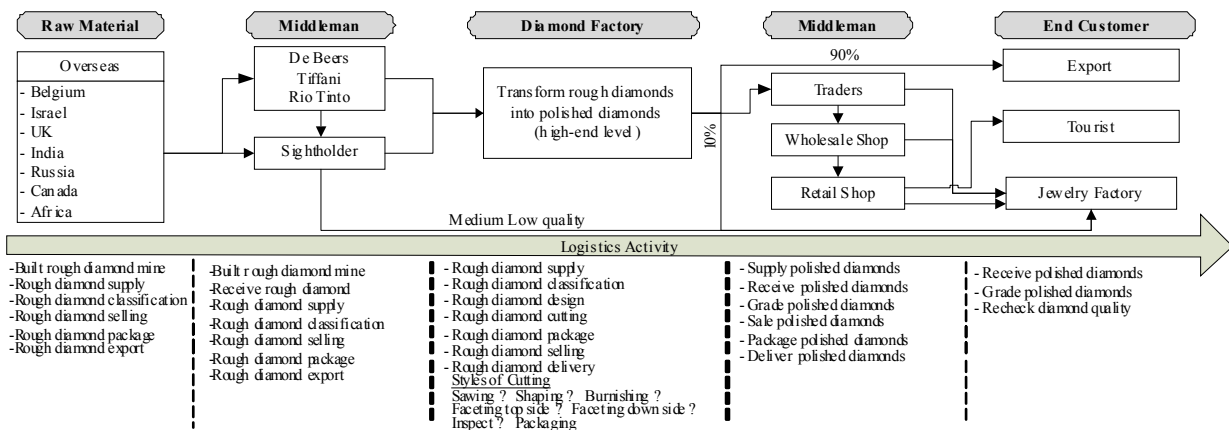 Raw Material
Middleman
Diamond Factory
Middleman
End Customer
Overseas
- Belgium
- Israel
- UK
- India
- Russia
- Canada
- Africa
De Beers
Tiffani
Rio Tinto
Sightholder
Transform rough diamonds
into polished diamonds
(high-end level)
90%
10%
Traders
Wholesale Shop
Retail Shop
Export
Tourist
Jewelry Factory
Medium Low quality
Logistics Activity
-Built rough diamond mine
-Rough diamond supply
-Rough diamond classification
-Rough diamond selling
-Rough diamond package
-Rough diamond export
-Built rough diamond mine
-Receive rough diamond
-Rough diamond supply
-Rough diamond classification
-Rough diamond selling
-Rough diamond package
-Rough diamond export
- Rough diamond supply
- Rough diamond classification
- Rough diamond design
- Rough diamond cutting
- Rough diamond package
- Rough diamond selling
- Rough diamond delivery
Styles of Cutting
Sawing ? Shaping ? Burnishing ?
Faceting top side ? Faceting down side ?
Inspect ? Packaging
- Supply polished diamonds
- Receive polished diamonds
- Grade polished diamonds
- Sale polished diamonds
- Package polished diamonds
- Deliver polished diamonds
- Receive polished diamonds
- Grade polished diamonds
- Recheck diamond quality